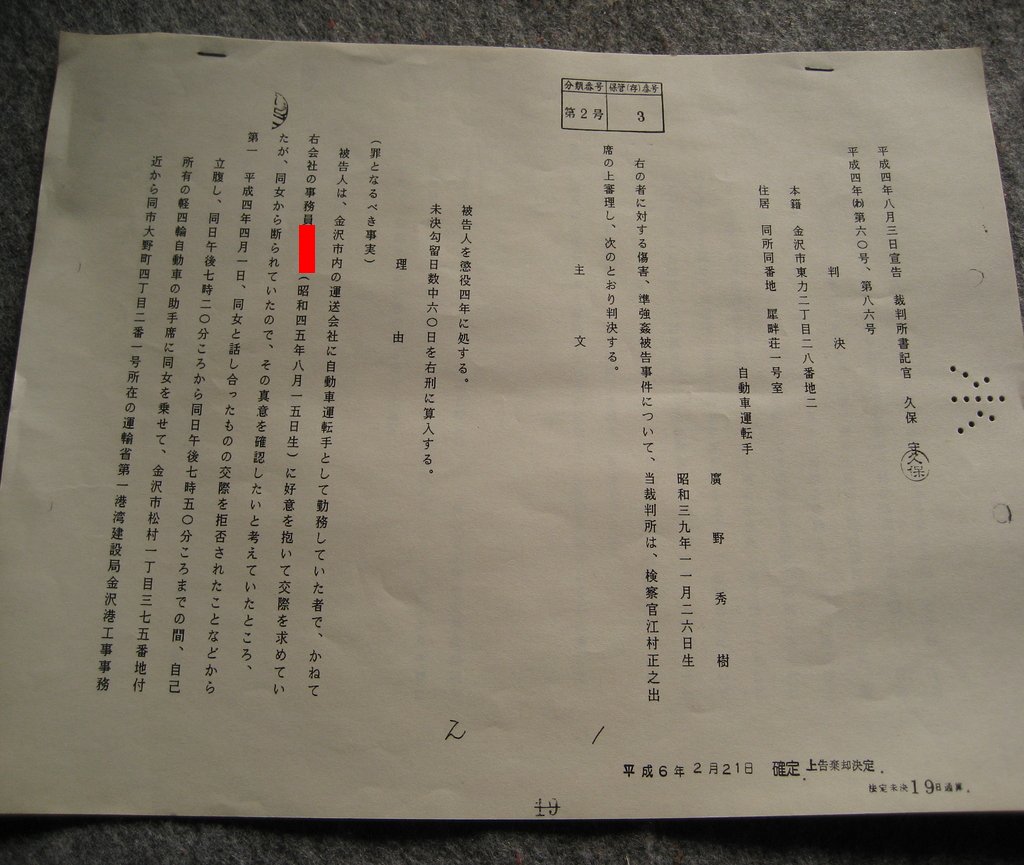 分類番号 保管(存)番号
第2号 3
平成四年八月三日宣告 裁判所書記官 久保
平成四年(わ)第六〇号、第八六号
判決
本籍 金沢市東力二丁目二八番地二
住居 同所同番地 犀畔荘一号室
自動車運転手
廣野秀樹
昭和三九年一一月二六日生
右の者に対する傷害、準強姦被告事件について、当裁判所は、検察官江村正之出
席の上審理し、次のとおり判決する。
主文
被告人を懲役四年に処する。
未決勾留日数中六〇日を右刑に算入する。
理由
(罪となるべき事実)
被告人は、金沢市内の運送会社に自動車運転手として勤務していた者で、かねて
右会社の事務員(昭和四五年八月一五日生)に好意を抱いて交際を求めてい
たが、同女から断られていたので、その真意を確認したいと考えていたところ、
第一 平成四年四月一日、同女と話し合ったものの交際を拒否されたことなどから
立腹し、同日午後七時二〇分ころから同日午後七時五〇分ころまでの間、自己
所有の軽四輪自動車の助手席に同女を乗せて、金沢市松村一丁目三七五番地付
近から同市大野町四丁目二番一号所在の運輸省第一港湾建設局金沢港工事事務
平成6年2月21日 確定 上告棄却決定.
19日通算.
19